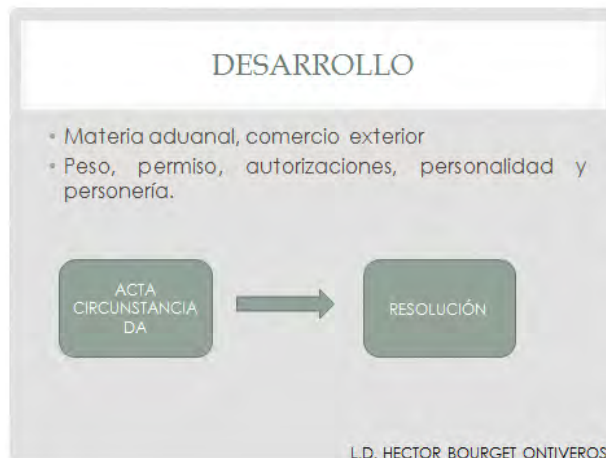 DESARROLLO
• Materia aduanal, comercio exterior
• Peso, permiso, autorizaciones, personalidad y
personería.
ACTA
CIRCUNSTANCIA
DA
RESOLUCIÓN
L.D. HECTOR BOURGET ONTIVEROS